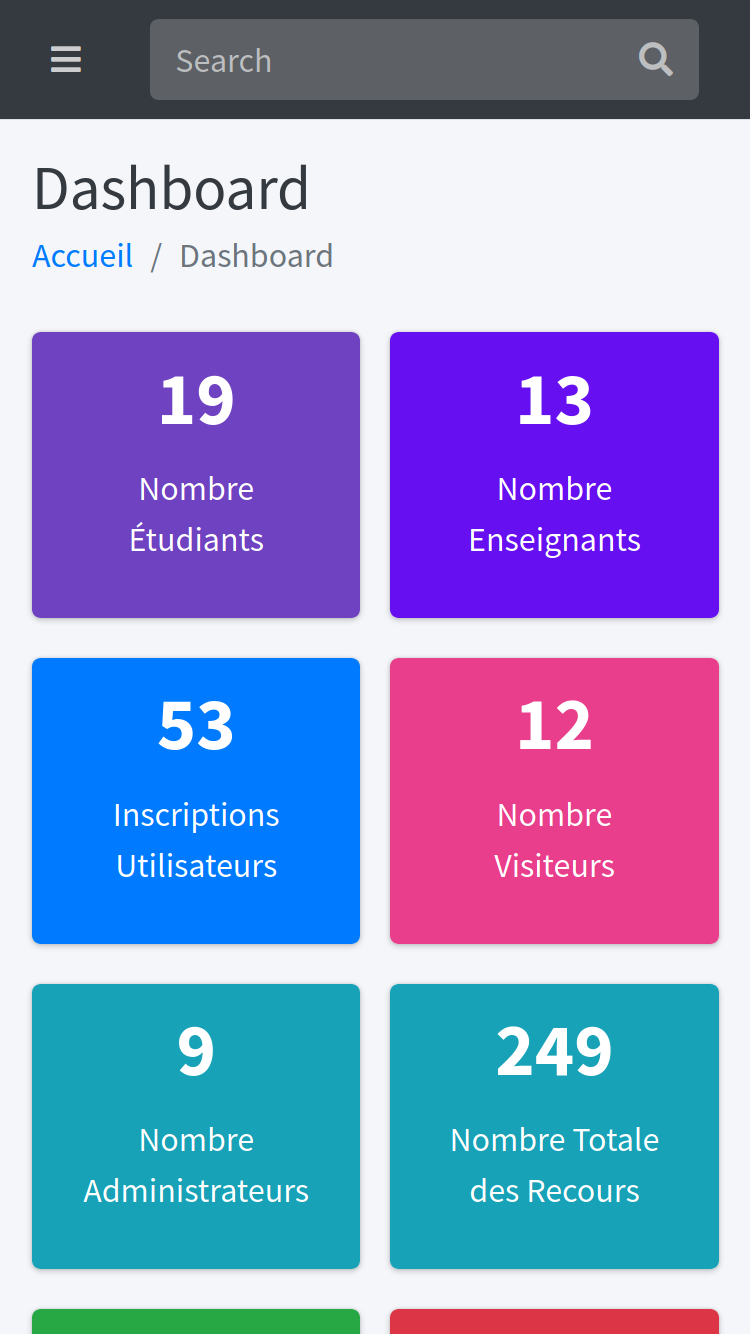 Search
Dashboard
Accueil / Dashboard
19
Nombre
Étudiants
13
Nombre
Enseignants
53
Inscriptions
Utilisateurs
12
Nombre
Visiteurs
9
Nombre
Administrateurs
249
Nombre Totale
des Recours